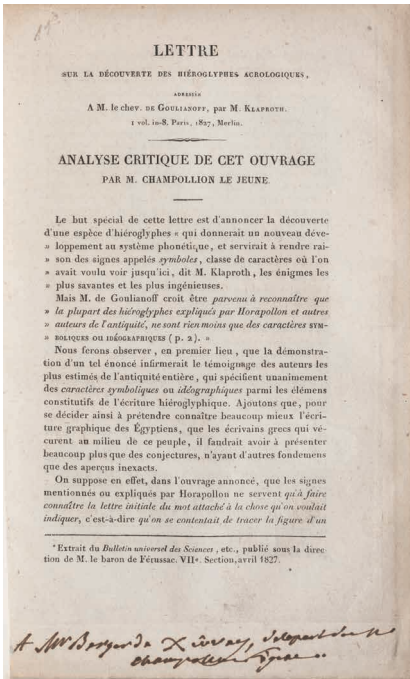 LETTRE
SUR LA DÉCOUVERTE DES HIÉROGLYPHES ACROLOGIQUES,
ADRESSÉE
A M. le chev. DE GOULIANOFF, par M. KLAPROTH.
1 vol. in-8. Paris, 1827, Merlin.
ANALYSE CRITIQUE DE CET OUVRAGE
PAR M. CHAMPOLLION LE JEUNE.
Le but spécial de cette lettre est d'annoncer la découverte
d'une espèce d'hiéroglyphes « qui donnerait un nouveau déve-
» loppement au système phonétique, et servirait à rendre rai-
» son des signes appelés symboles, classe de caractères où l'on
» avait voulu voir jusqu'ici, dit M. Klaproth, les énigmes les
» plus savantes et les plus ingénieuses.
Mais M. de Goulianoff croit être parvenu à reconnaître que
» la plupart des hiéroglyphes expliqués par Horapollon et autres
» auteurs de l'antiquité, ne sont rien moins que des caractères SYM-
» BOLIQUES OU IDÉOGRAPHIQUES (p. 2). »
Nous ferons observer, en premier lieu, que la démonstra-
tion d'un tel énoncé infirmerait le témoignage des auteurs les
plus estimés de l'antiquité entière, qui spécifient unanimement
des caractères symboliques ou idéographiques parmi les élémens
constitutifs de l'écriture hiéroglyphique. Ajoutons que, pour
se décider ainsi à prétendre connaître beaucoup mieux l'écri-
ture graphique des Égyptiens, que les écrivains grecs qui vé-
curent au milieu de ce peuple, il faudrait avoir à présenter
beaucoup plus que des conjectures, n'ayant d'autres fondemens
que des aperçus inexacts.
On suppose en effet, dans l'ouvrage annoncé, que les signes
mentionnés ou expliqués par Horapollon ne servent qu'à faire
connaître la lettre initiale du mot attaché à la chose qu'on voulait
indiquer, c'est-à-dire qu'on se contentait de tracer la figure d'un
* Extrait du Bulletin universel des Sciences, etc., publié sous la direc
tion de M. le baron de Férussac. VIIe. Section, avril 1827.
A Mr Berger de Xivrey, de la part de